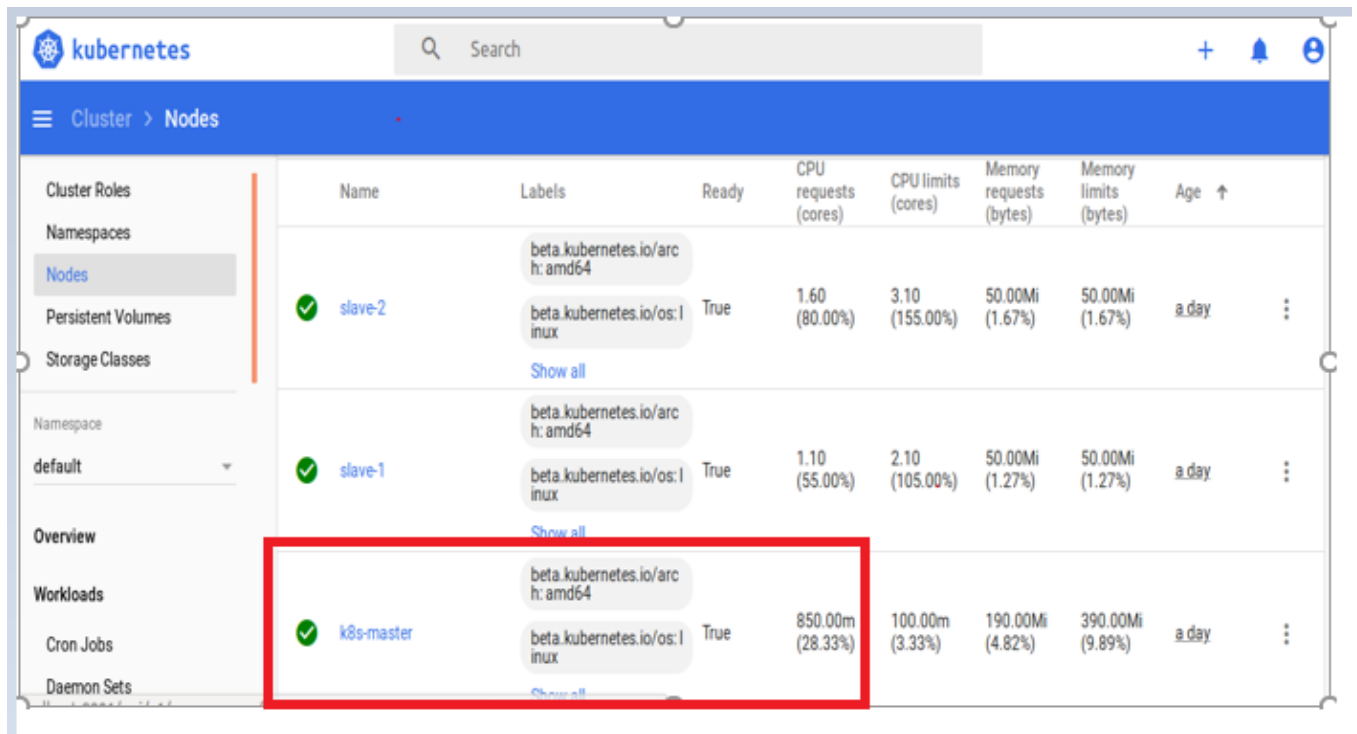 kubernetes
Search
Cluster > Nodes
Cluster Roles
Namespaces
Nodes
Persistent Volumes
Storage Classes
Namespace
default
Overview
Workloads
Cron Jobs
Daemon Sets
Name Labels Ready CPU requests (cores) CPU limits (cores) Memory requests (bytes) Memory limits (bytes) Age
beta.kubernetes.io/arc
h: amd64
slave-2 beta.kubernetes.io/os: l True 1.60 3.10 50.00Mi 50.00Mi a day
inux (80.00%) (155.00%) (1.67%) (1.67%)
Show all
beta.kubernetes.io/arc
h: amd64
slave-1 beta.kubernetes.io/os: l True 1.10 2.10 50.00Mi 50.00Mi a day
inux (55.00%) (105.00%) (1.27%) (1.27%)
Show all
beta.kubernetes.io/arc
h: amd64
k8s-master beta.kubernetes.io/os: l True 850.00m 100.00m 190.00Mi 390.00Mi a day
inux (28.33%) (3.33%) (4.82%) (9.89%)
Show all